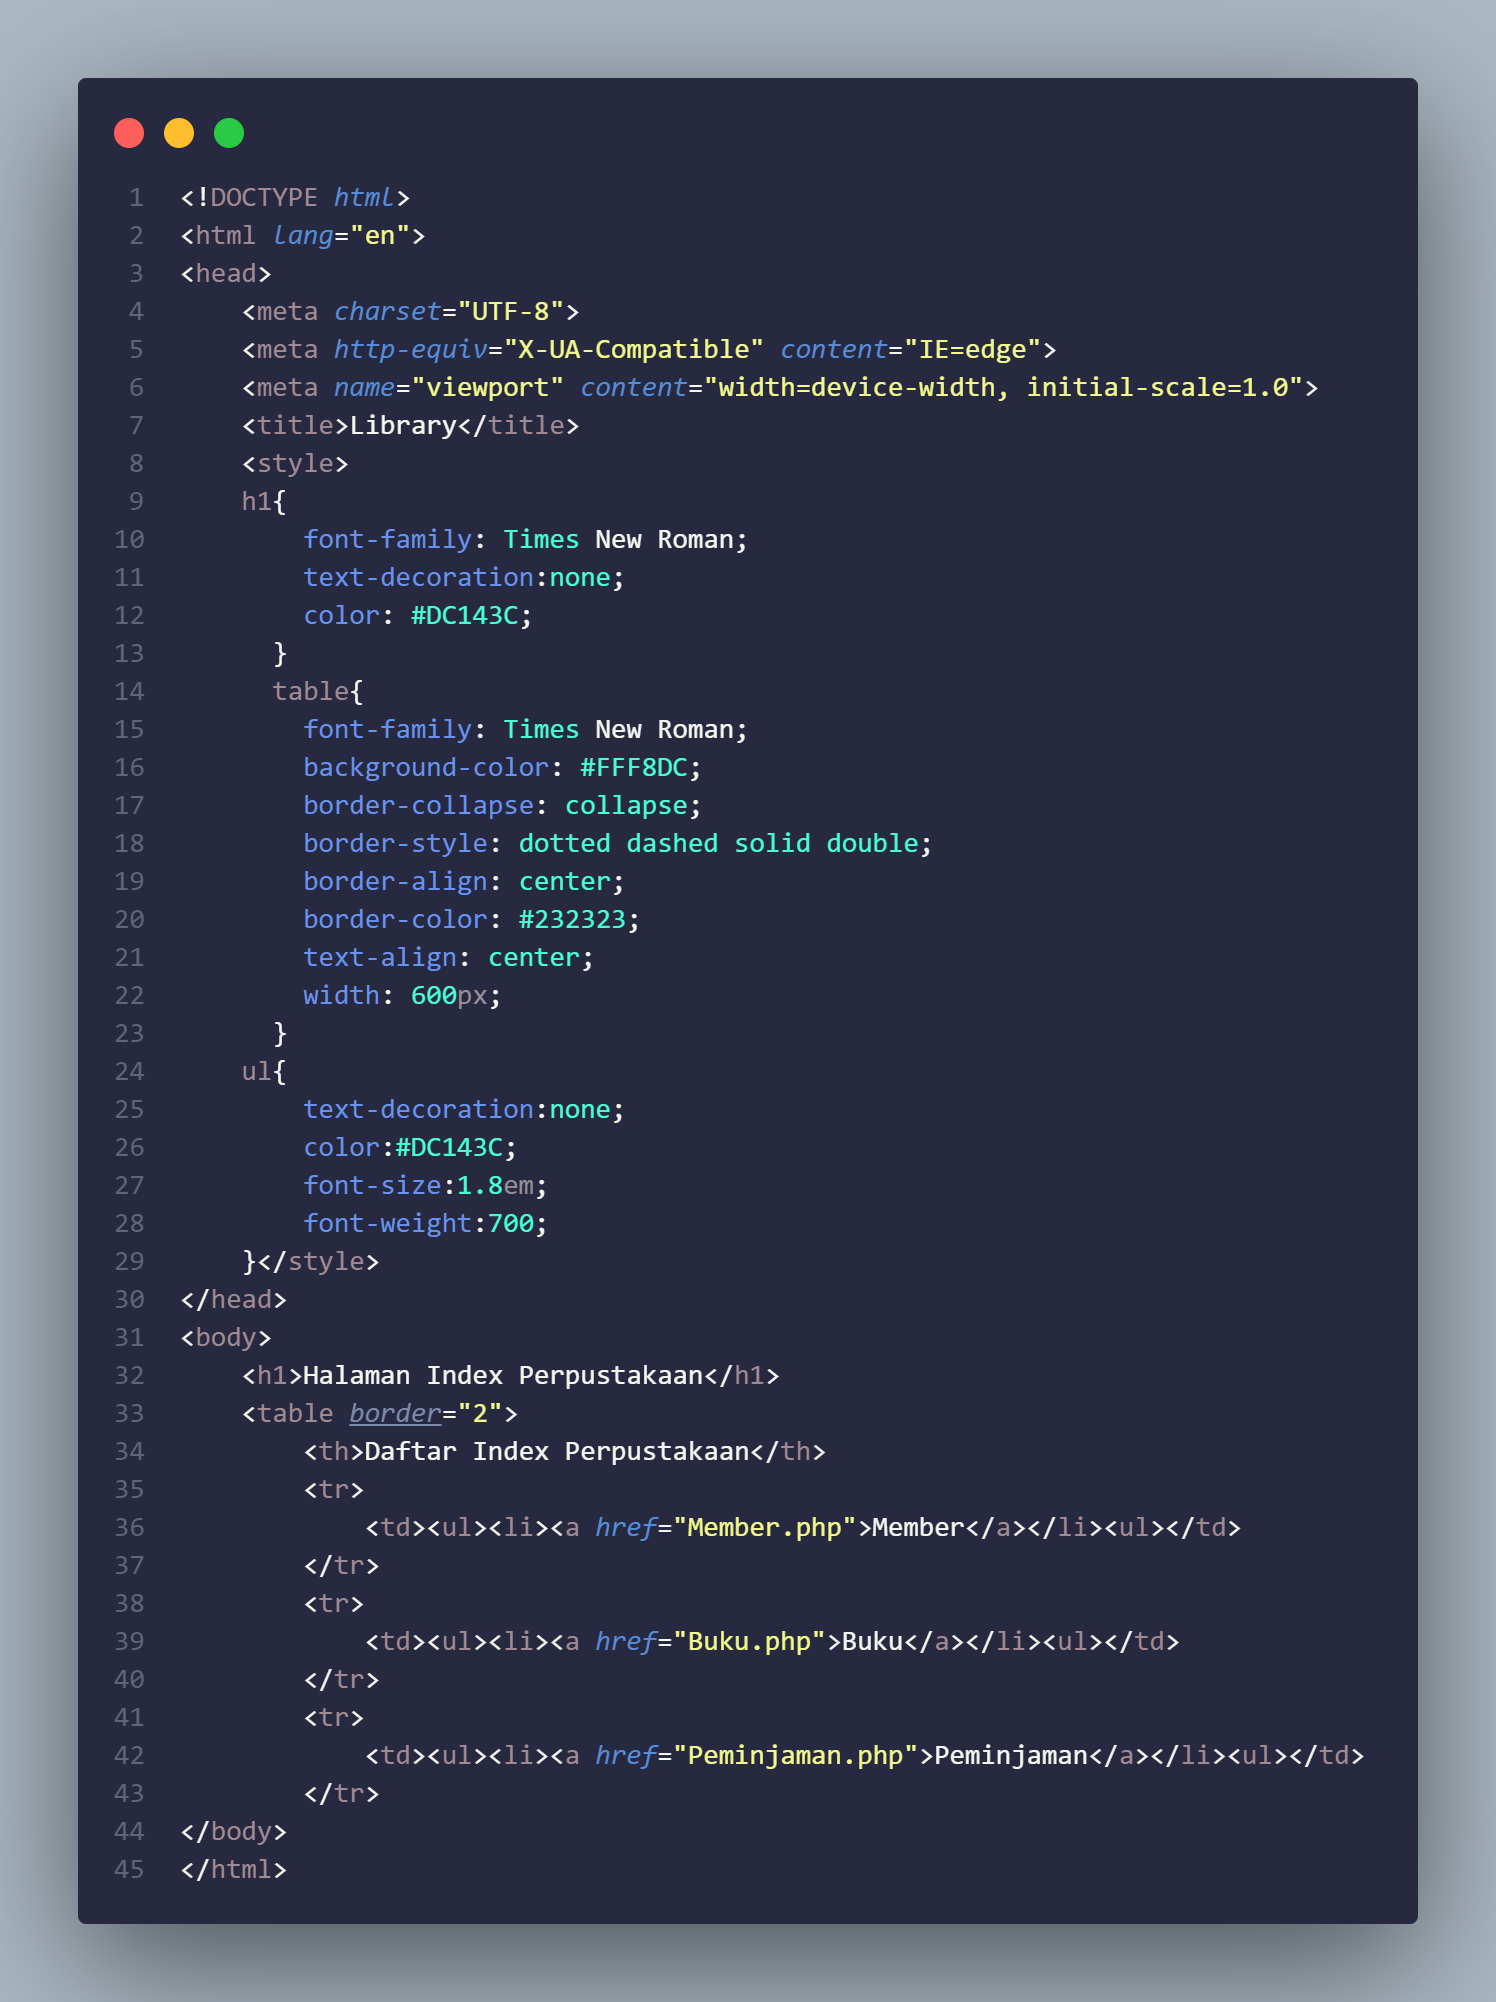 1 <!DOCTYPE html>
2 <html lang="en">
3 <head>
4     <meta charset="UTF-8">
5     <meta http-equiv="X-UA-Compatible" content="IE=edge">
6     <meta name="viewport" content="width=device-width, initial-scale=1.0">
7     <title>Library</title>
8     <style>
9     h1{
10         font-family: Times New Roman;
11         text-decoration:none;
12         color: #DC143C;
13       }
14       table{
15         font-family: Times New Roman;
16         background-color: #FFF8DC;
17         border-collapse: collapse;
18         border-style: dotted dashed solid double;
19         border-align: center;
20         border-color: #232323;
21         text-align: center;
22         width: 600px;
23       }
24     ul{
25         text-decoration:none;
26         color:#DC143C;
27         font-size:1.8em;
28         font-weight:700;
29     }</style>
30 </head>
31 <body>
32     <h1>Halaman Index Perpustakaan</h1>
33     <table border="2">
34         <th>Daftar Index Perpustakaan</th>
35         <tr>
36             <td><ul><li><a href="Member.php">Member</a></li><ul></td>
37         </tr>
38         <tr>
39             <td><ul><li><a href="Buku.php">Buku</a></li><ul></td>
40         </tr>
41         <tr>
42             <td><ul><li><a href="Peminjaman.php">Peminjaman</a></li><ul></td>
43         </tr>
44 </body>
45 </html>